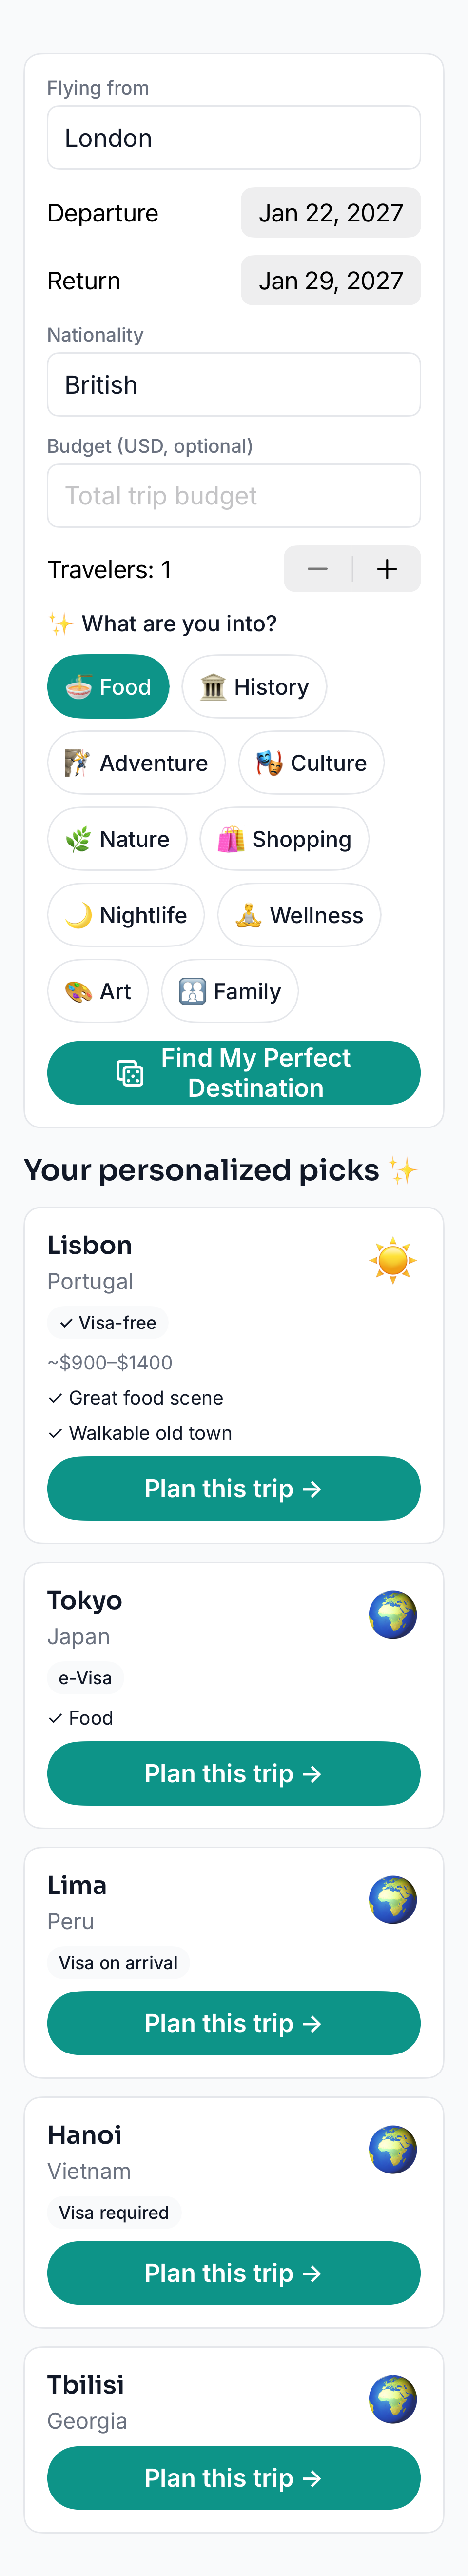 Flying from
London
Departure
Jan 22, 2027
Return
Jan 29, 2027
Nationality
British
Budget (USD, optional)
Total trip budget
Travelers: 1
✨ What are you into?
🍜 Food
🏛️ History
🧗 Adventure
🎭 Culture
🌿 Nature
🛍️ Shopping
🌙 Nightlife
🧘 Wellness
🎨 Art
👪 Family
Find My Perfect
Destination
Your personalized picks ✨
Lisbon
Portugal
✓ Visa-free
~$900–$1400
✓ Great food scene
✓ Walkable old town
Plan this trip →
Tokyo
Japan
e-Visa
✓ Food
Plan this trip →
Lima
Peru
Visa on arrival
Plan this trip →
Hanoi
Vietnam
Visa required
Plan this trip →
Tbilisi
Georgia
Plan this trip →